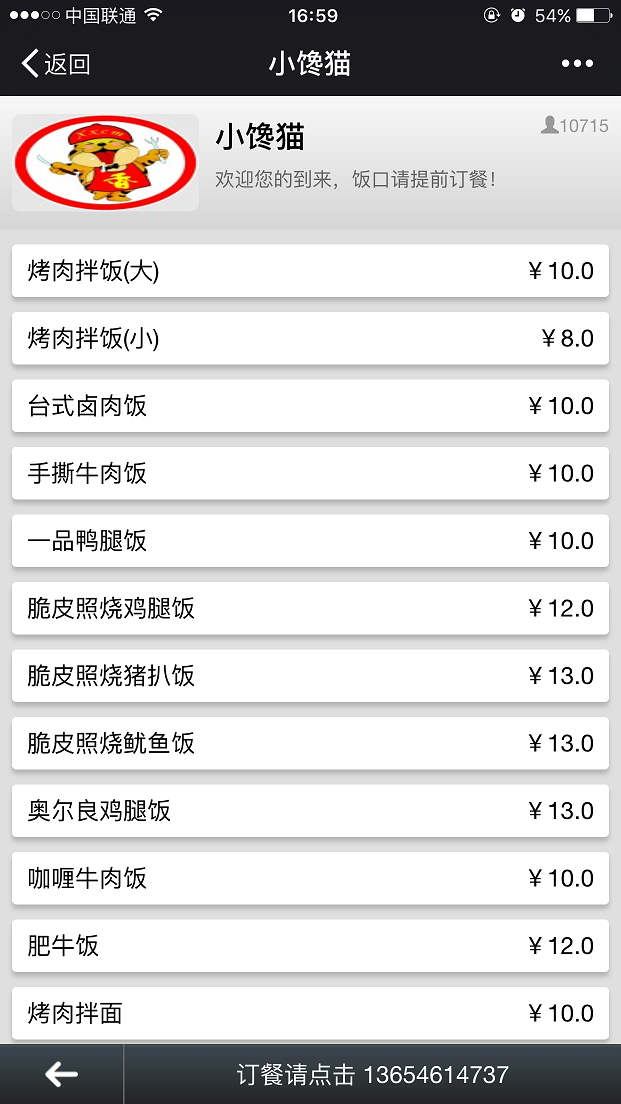 中国联通 16:59 54%
返回 小馋猫
xxcm
香
小馋猫 10715
欢迎您的到来，饭口请提前订餐！
烤肉拌饭(大) ￥10.0
烤肉拌饭(小) ￥8.0
台式卤肉饭 ￥10.0
手撕牛肉饭 ￥10.0
一品鸭腿饭 ￥10.0
脆皮照烧鸡腿饭 ￥12.0
脆皮照烧猪扒饭 ￥13.0
脆皮照烧鱿鱼饭 ￥13.0
奥尔良鸡腿饭 ￥13.0
咖喱牛肉饭 ￥10.0
肥牛饭 ￥12.0
烤肉拌面 ￥10.0
订餐请点击 13654614737